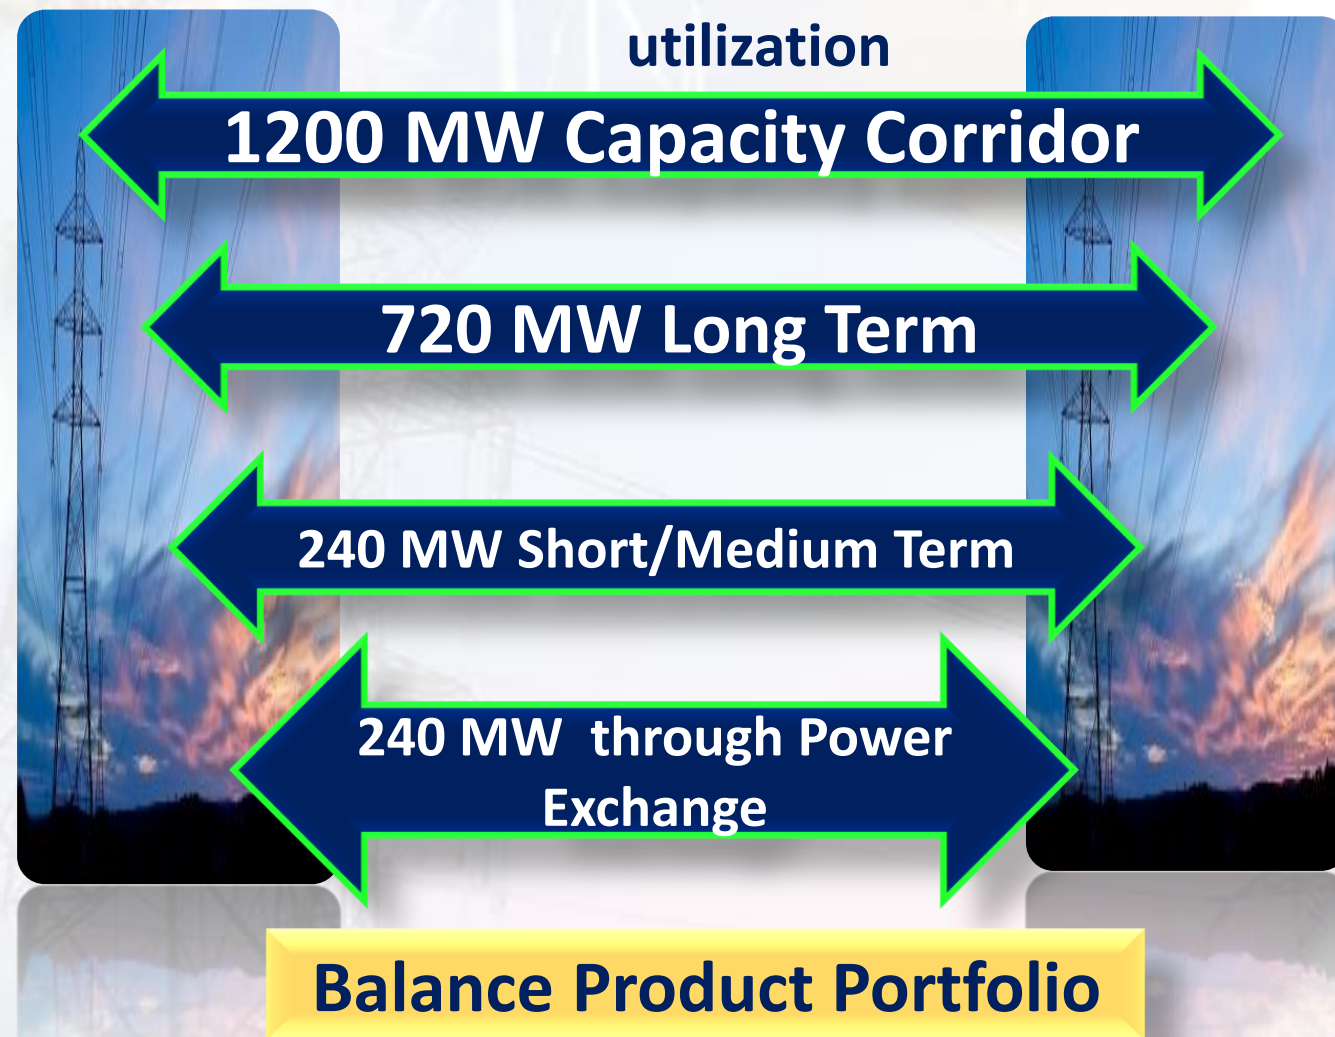 utilization
1200 MW Capacity Corridor
720 MW Long Term
240 MW Short/Medium Term
240 MW  through Power
Exchange
Balance Product Portfolio